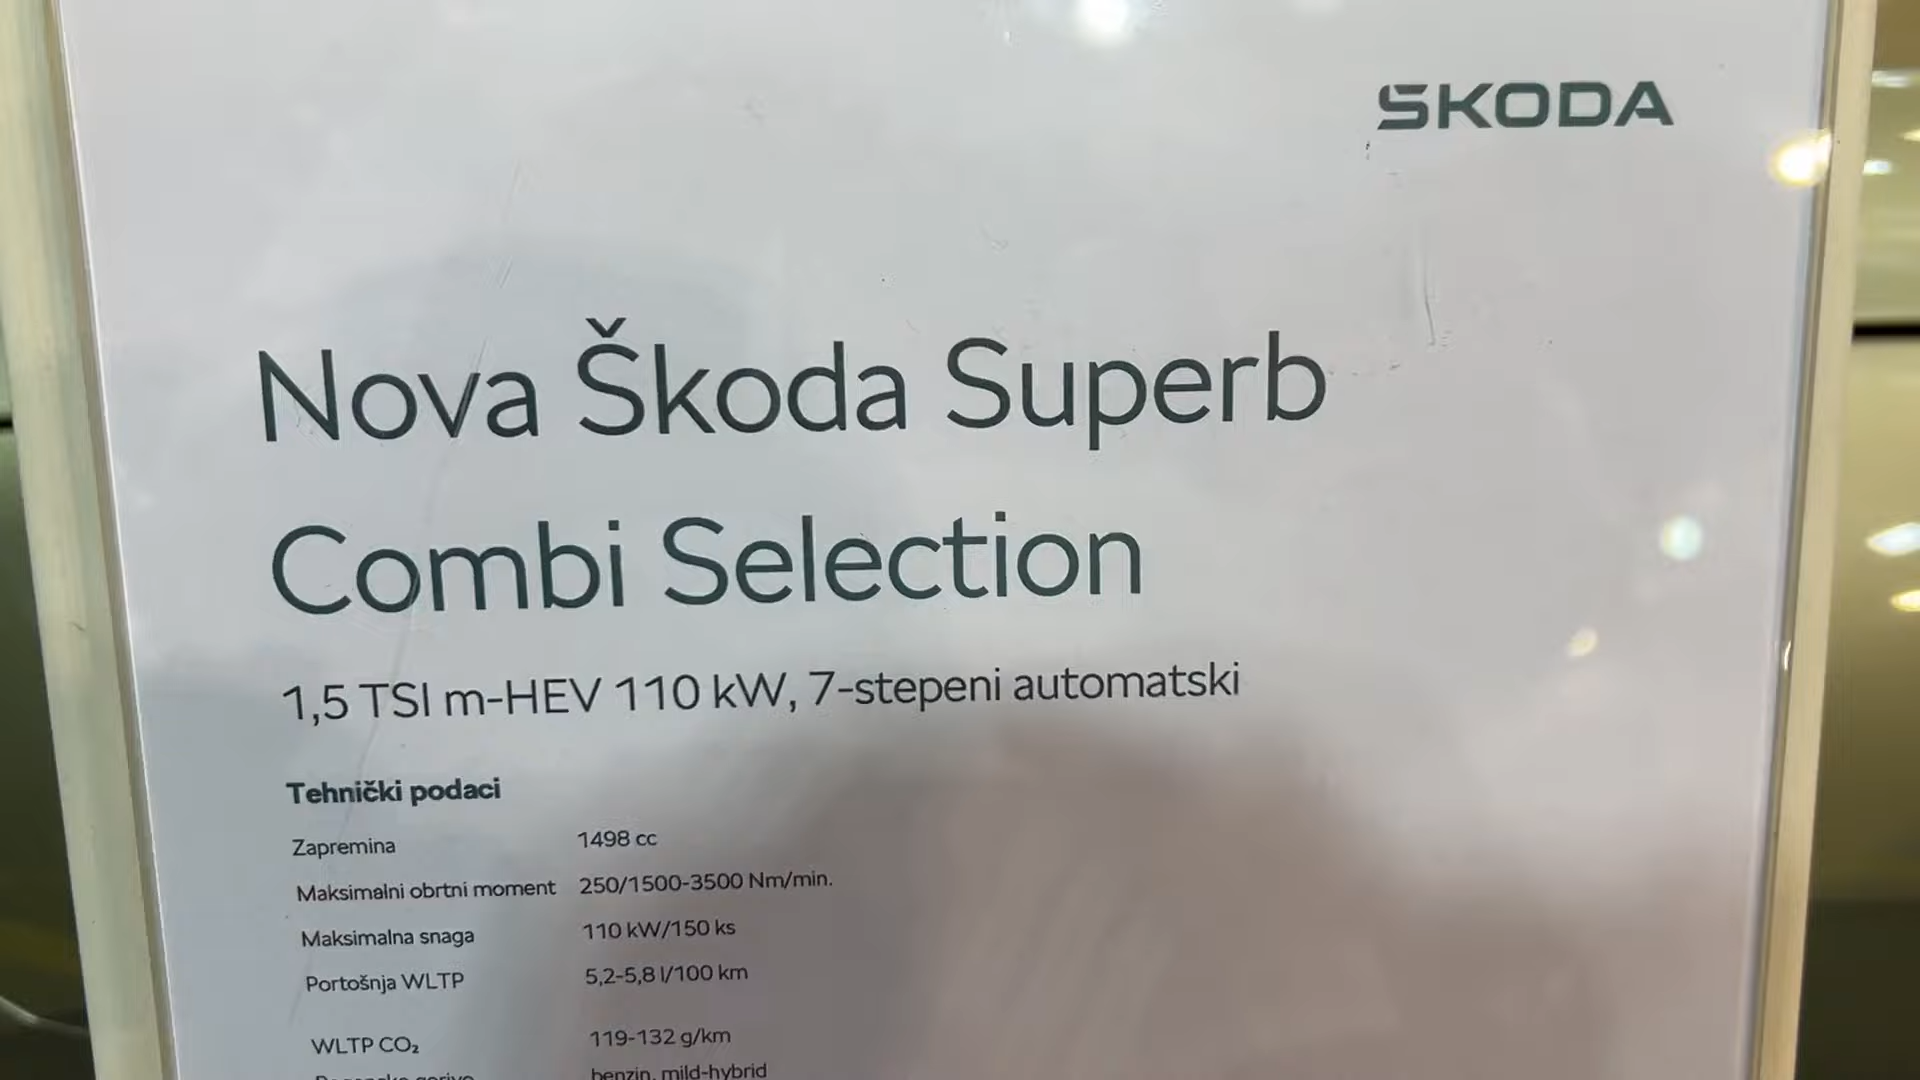 ŠKODA
Nova Škoda Superb
Combi Selection
1,5 TSI m-HEV 110 kW, 7-stepeni automatski
Tehnički podaci
Zapremina 1498 cc
Maksimalni obrtni moment 250/1500-3500 Nm/min.
Maksimalna snaga 110 kW/150 ks
Portošnja WLTP 5,2-5,8 l/100 km
WLTP CO₂ 119-132 g/km
benzin, mild-hybrid